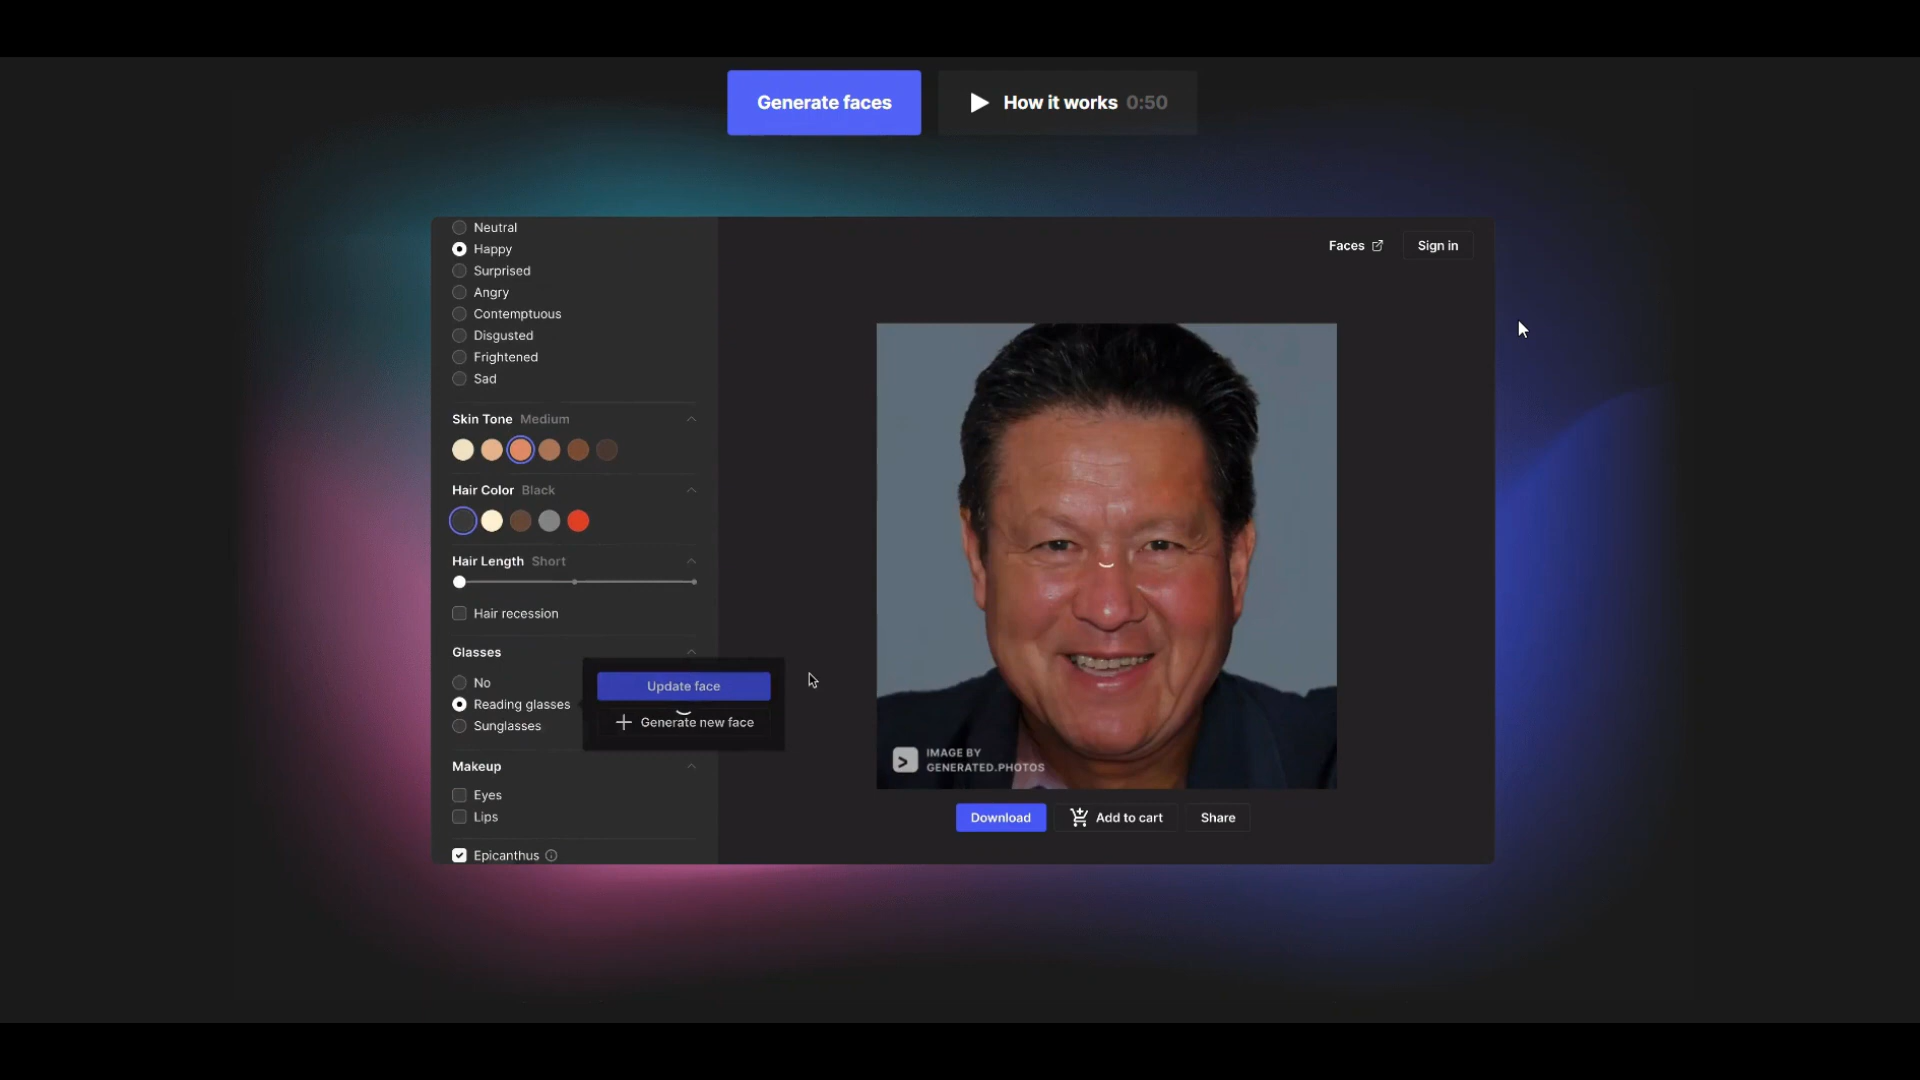 Generate faces
How it works 0:50
Neutral
Happy
Surprised
Angry
Contemptuous
Disgusted
Frightened
Sad
Skin Tone Medium
Hair Color Black
Hair Length Short
Hair recession
Glasses
No
Reading glasses
Sunglasses
Update face
Generate new face
Makeup
Eyes
Lips
Epicanthus
Faces
Sign in
IMAGE BY
GENERATED.PHOTOS
Download
Add to cart
Share